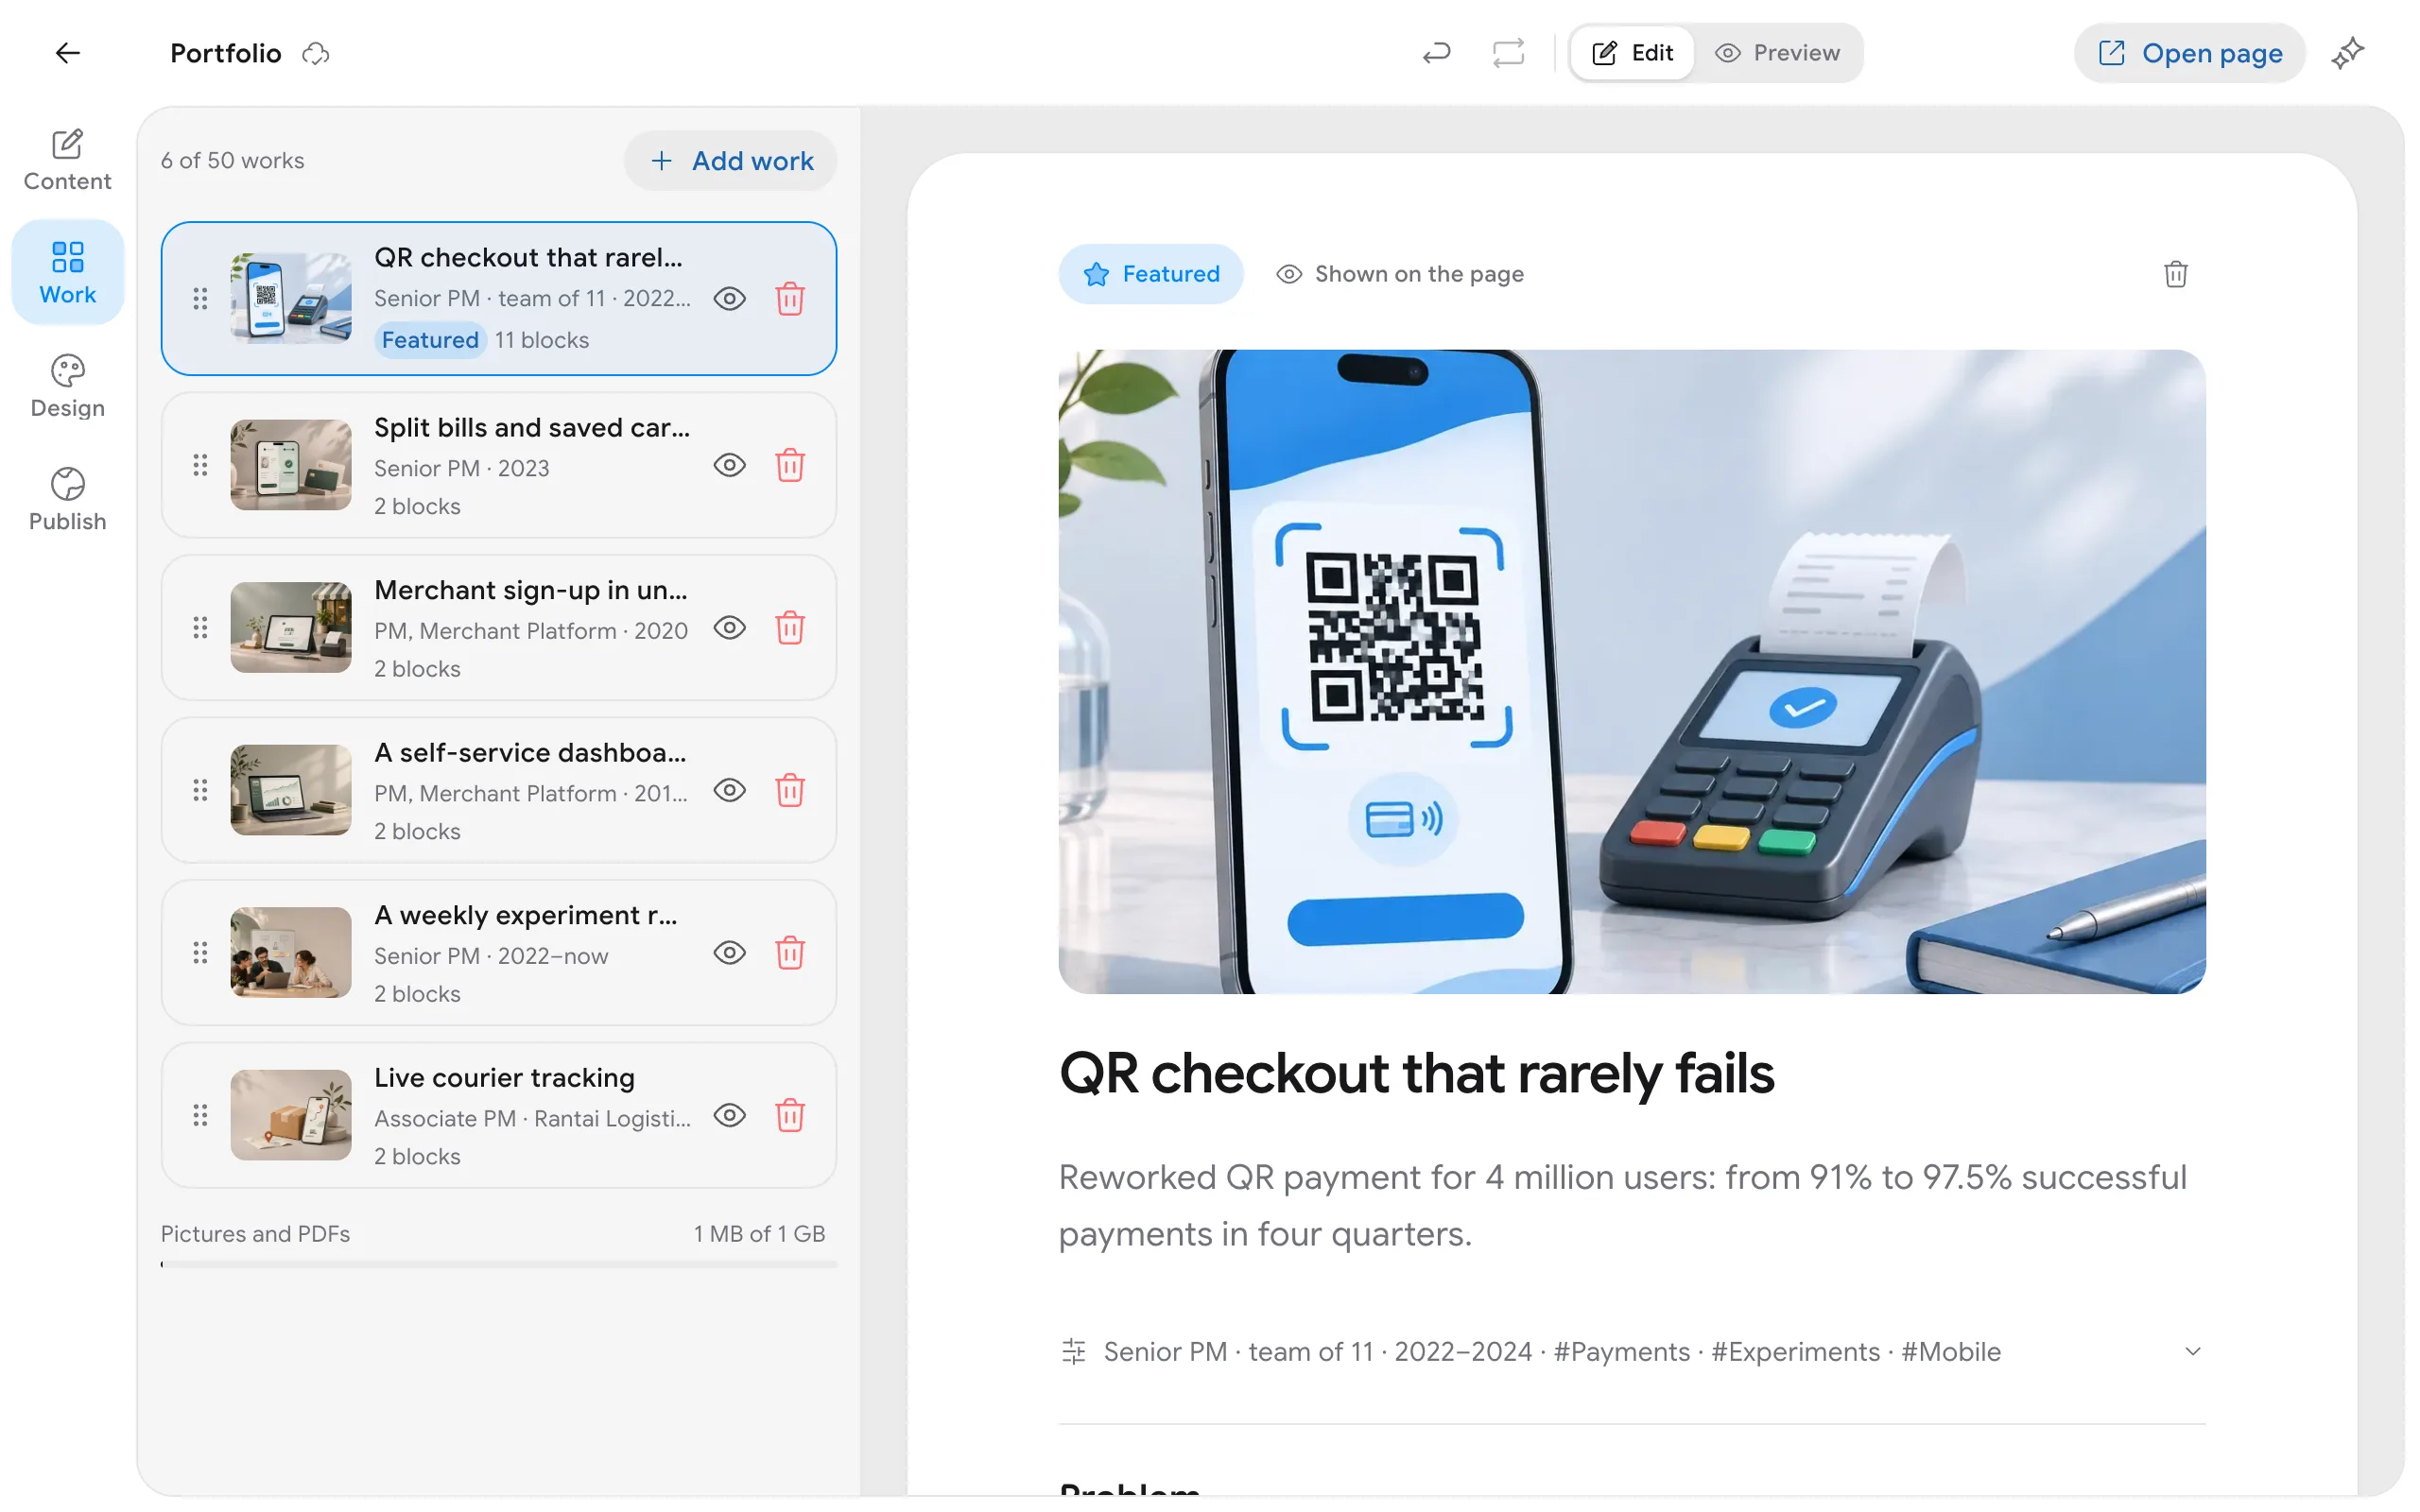 Portfolio
Edit
Preview
Open page
Content
Work
Design
Publish
6 of 50 works
Add work
QR checkout that rarel...
Senior PM · team of 11 · 2022...
Featured 11 blocks
Split bills and saved car...
Senior PM · 2023
2 blocks
Merchant sign-up in un...
PM, Merchant Platform · 2020
2 blocks
A self-service dashboa...
PM, Merchant Platform · 201...
2 blocks
A weekly experiment r...
Senior PM · 2022–now
2 blocks
Live courier tracking
Associate PM · Rantai Logisti...
2 blocks
Pictures and PDFs
1 MB of 1 GB
Featured
Shown on the page
QR checkout that rarely fails
Reworked QR payment for 4 million users: from 91% to 97.5% successful
payments in four quarters.
Senior PM · team of 11 · 2022–2024 · #Payments · #Experiments · #Mobile
Problem